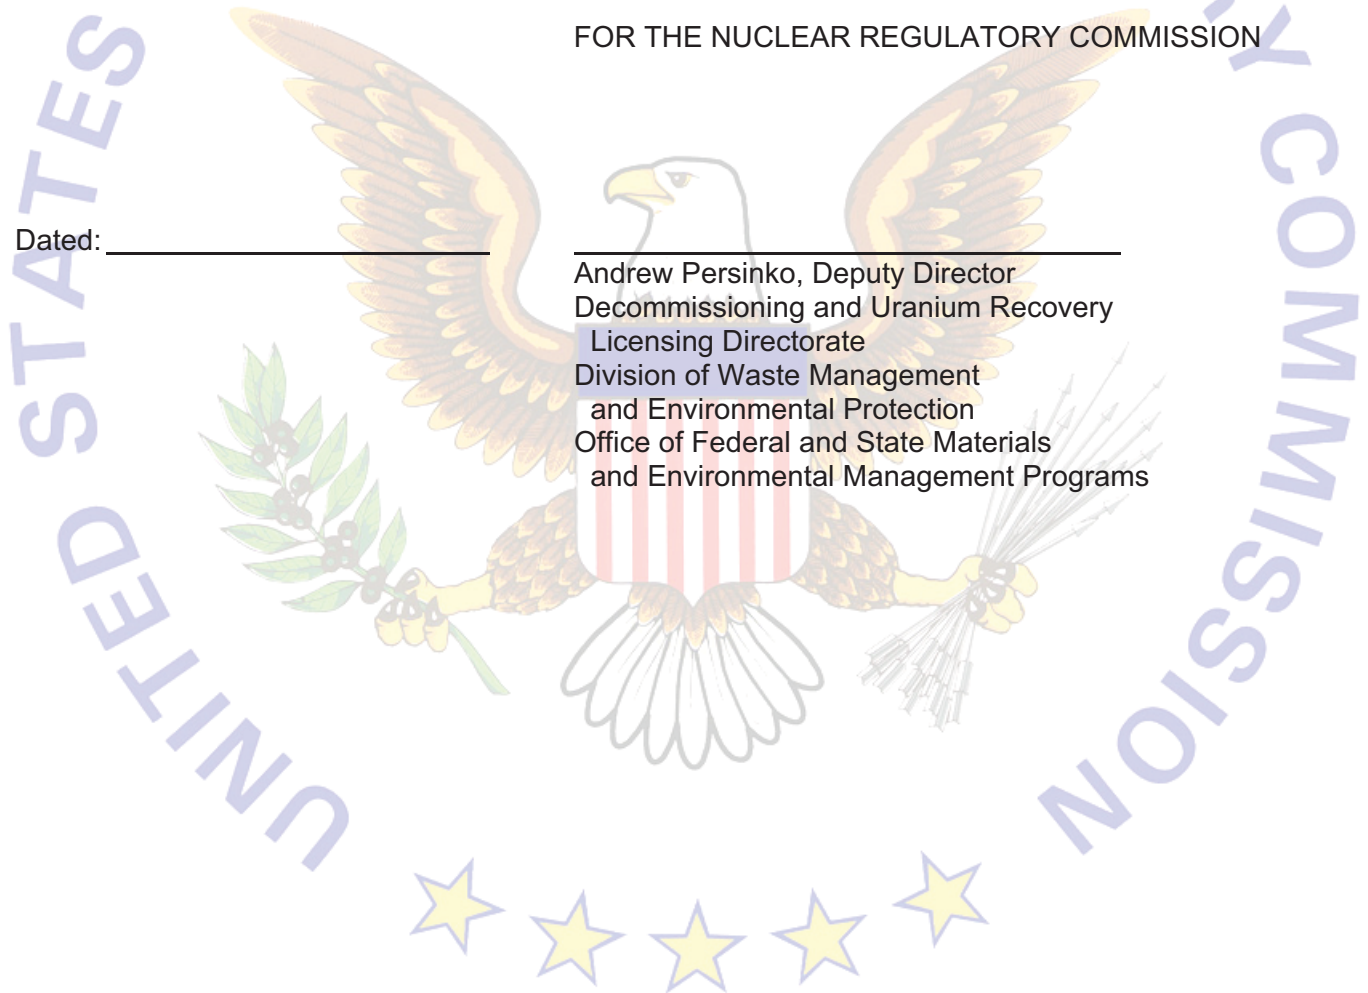 FOR THE NUCLEAR REGULATORY COMMISSION
Dated:
Andrew Persinko, Deputy Director
Decommissioning and Uranium Recovery
Licensing Directorate
Division of Waste Management
and Environmental Protection
Office of Federal and State Materials
and Environmental Management Programs
UNITED STATES
Y COMMISSION